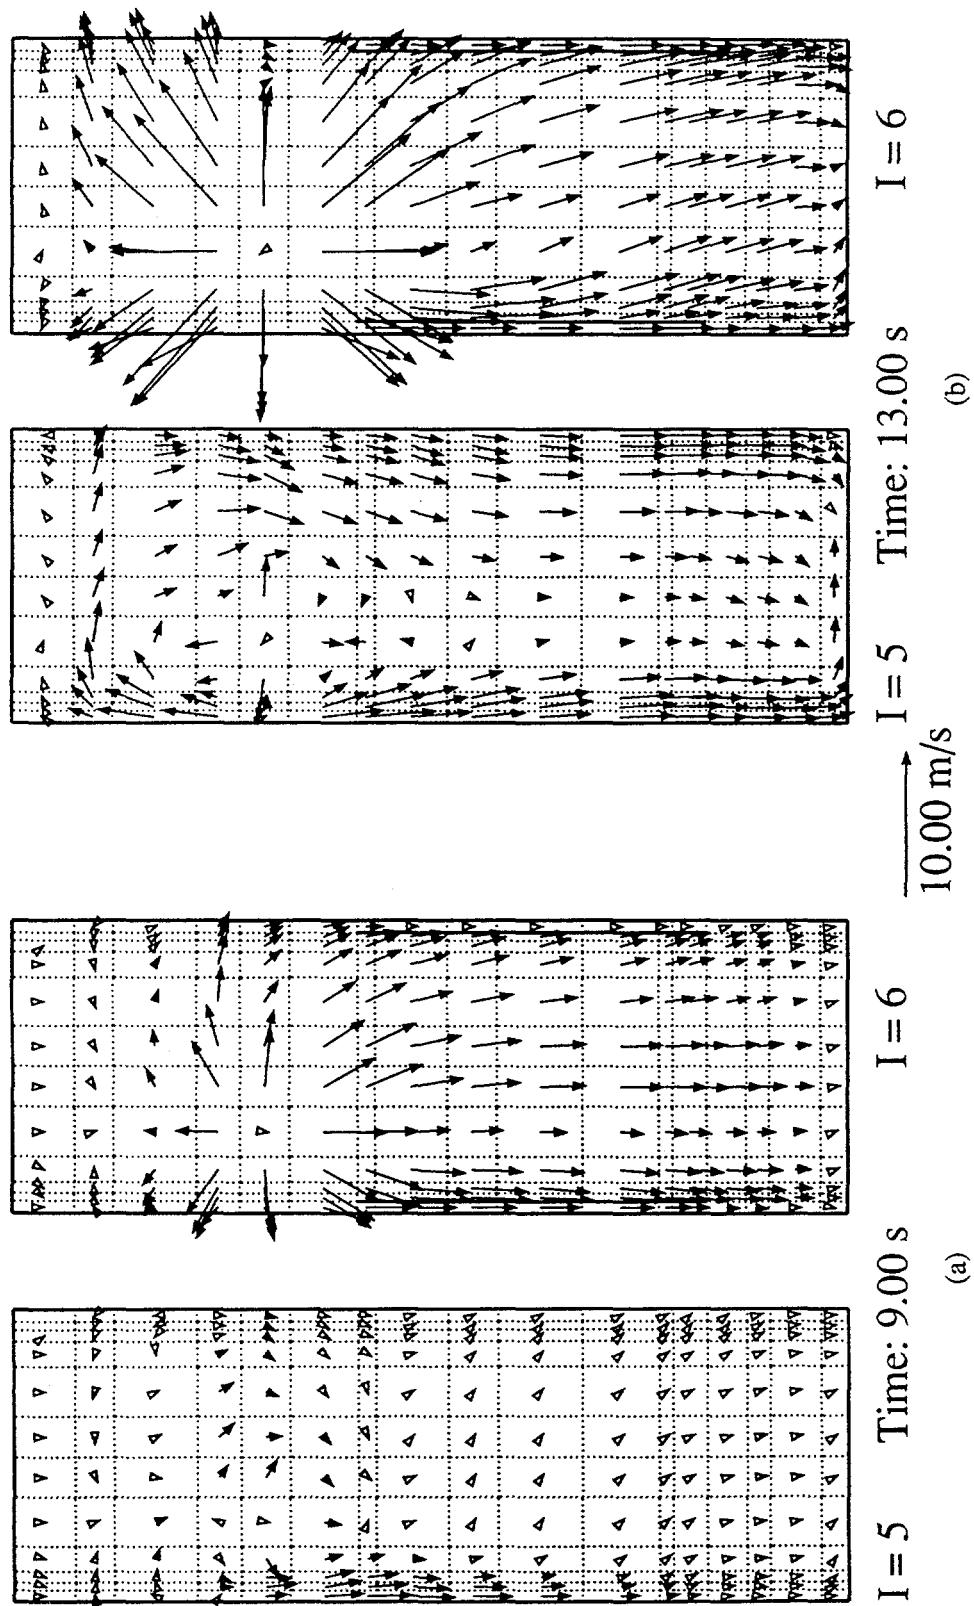 I = 5
Time: 9.00 s
I = 6
(a)
10.00 m/s
I = 5
Time: 13.00 s
I = 6
(b)